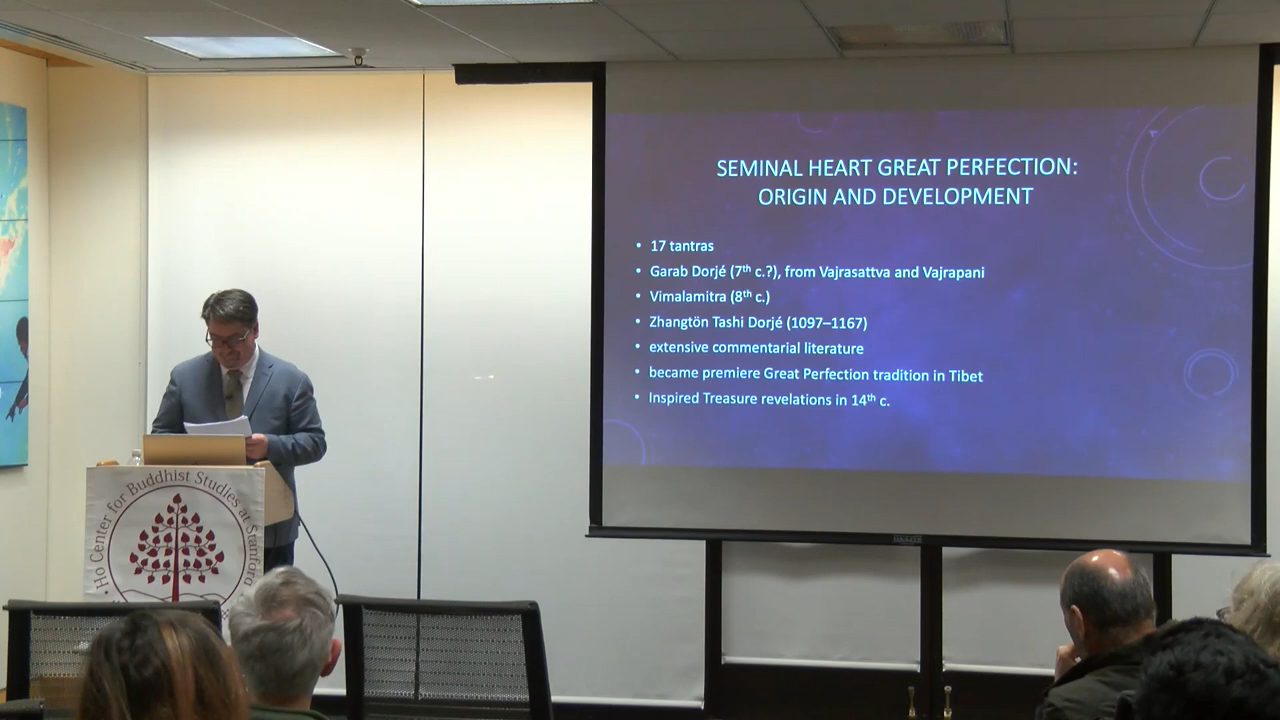 SEMINAL HEART GREAT PERFECTION:
ORIGIN AND DEVELOPMENT
• 17 tantras
• Garab Dorjé (7th c.?), from Vajrasattva and Vajrapani
• Vimalamitra (8th c.)
• Zhangtön Tashi Dorjé (1097–1167)
• extensive commentarial literature
• became premiere Great Perfection tradition in Tibet
• Inspired Treasure revelations in 14th c.
• Ho Center for Buddhist Studies at Stanford